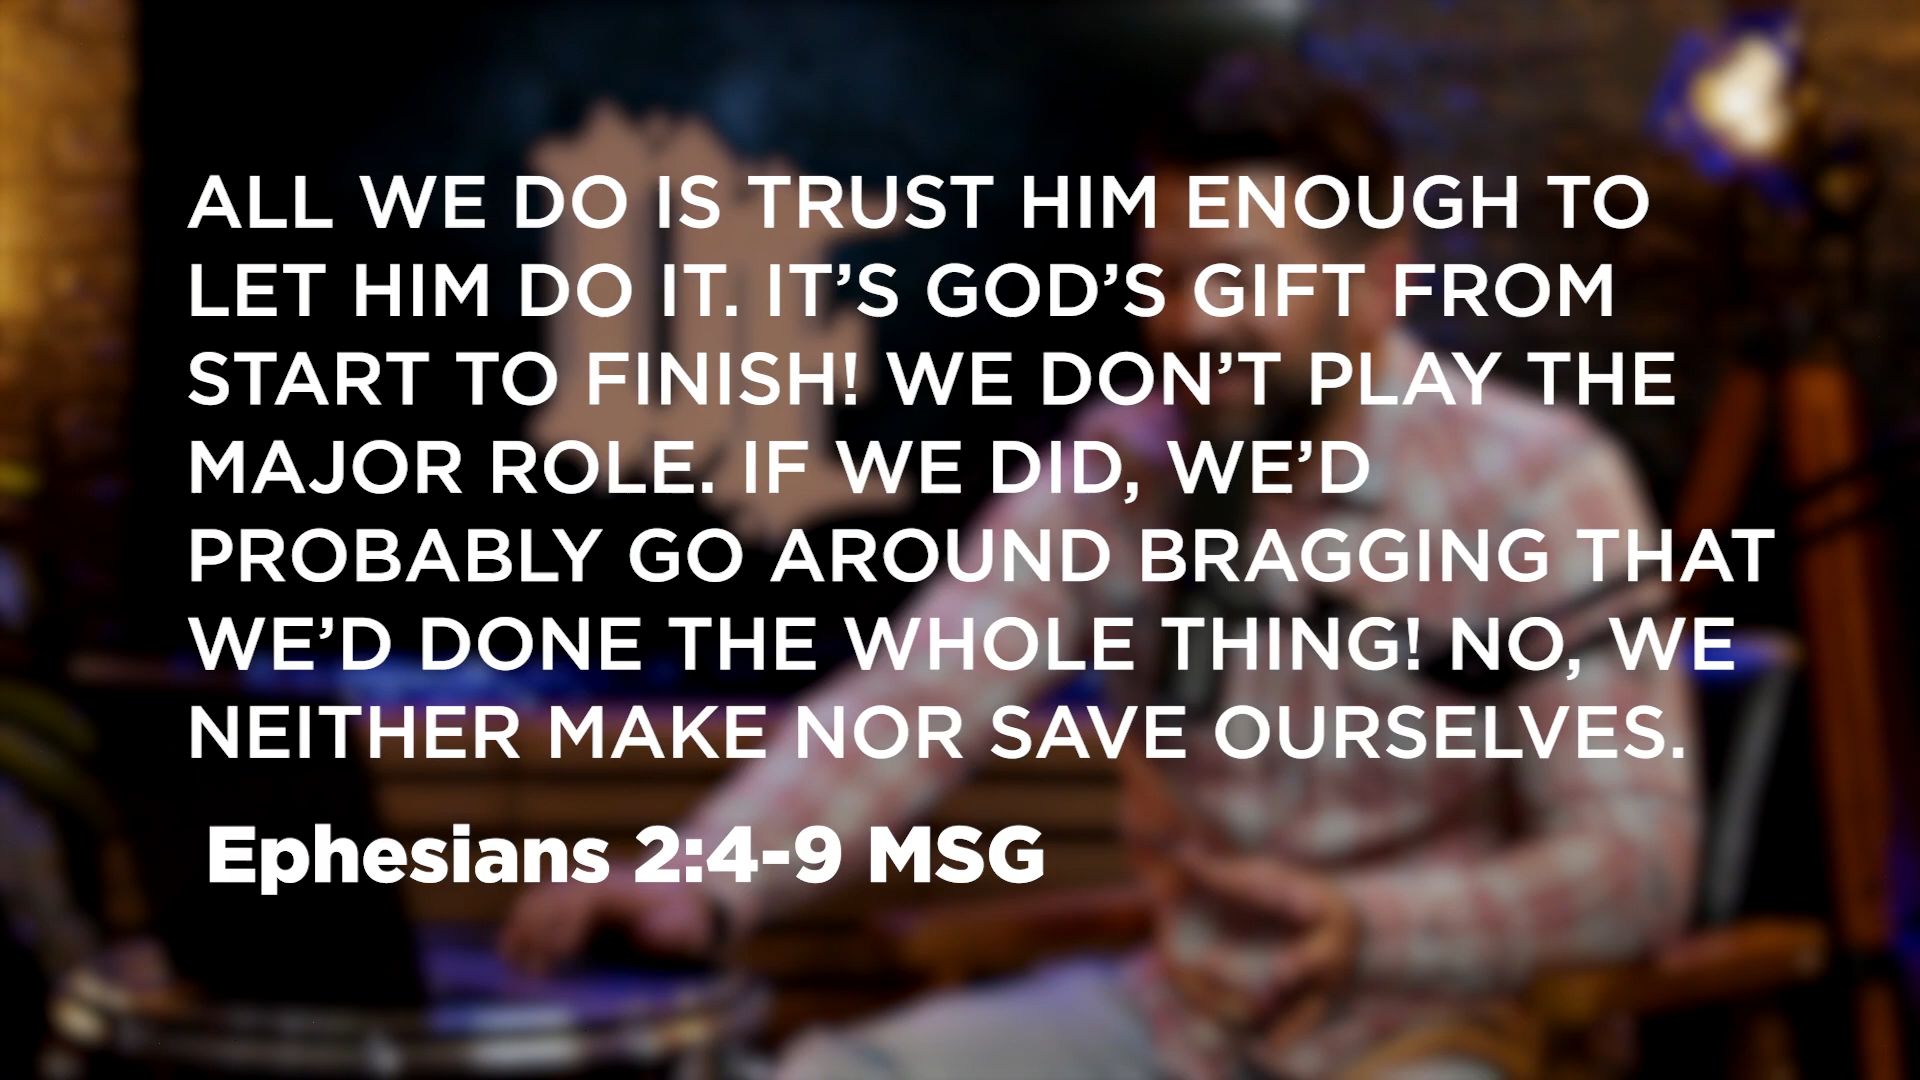 ALL WE DO IS TRUST HIM ENOUGH TO
LET HIM DO IT. IT’S GOD’S GIFT FROM
START TO FINISH! WE DON’T PLAY THE
MAJOR ROLE. IF WE DID, WE’D
PROBABLY GO AROUND BRAGGING THAT
WE’D DONE THE WHOLE THING! NO, WE
NEITHER MAKE NOR SAVE OURSELVES.
Ephesians 2:4-9 MSG